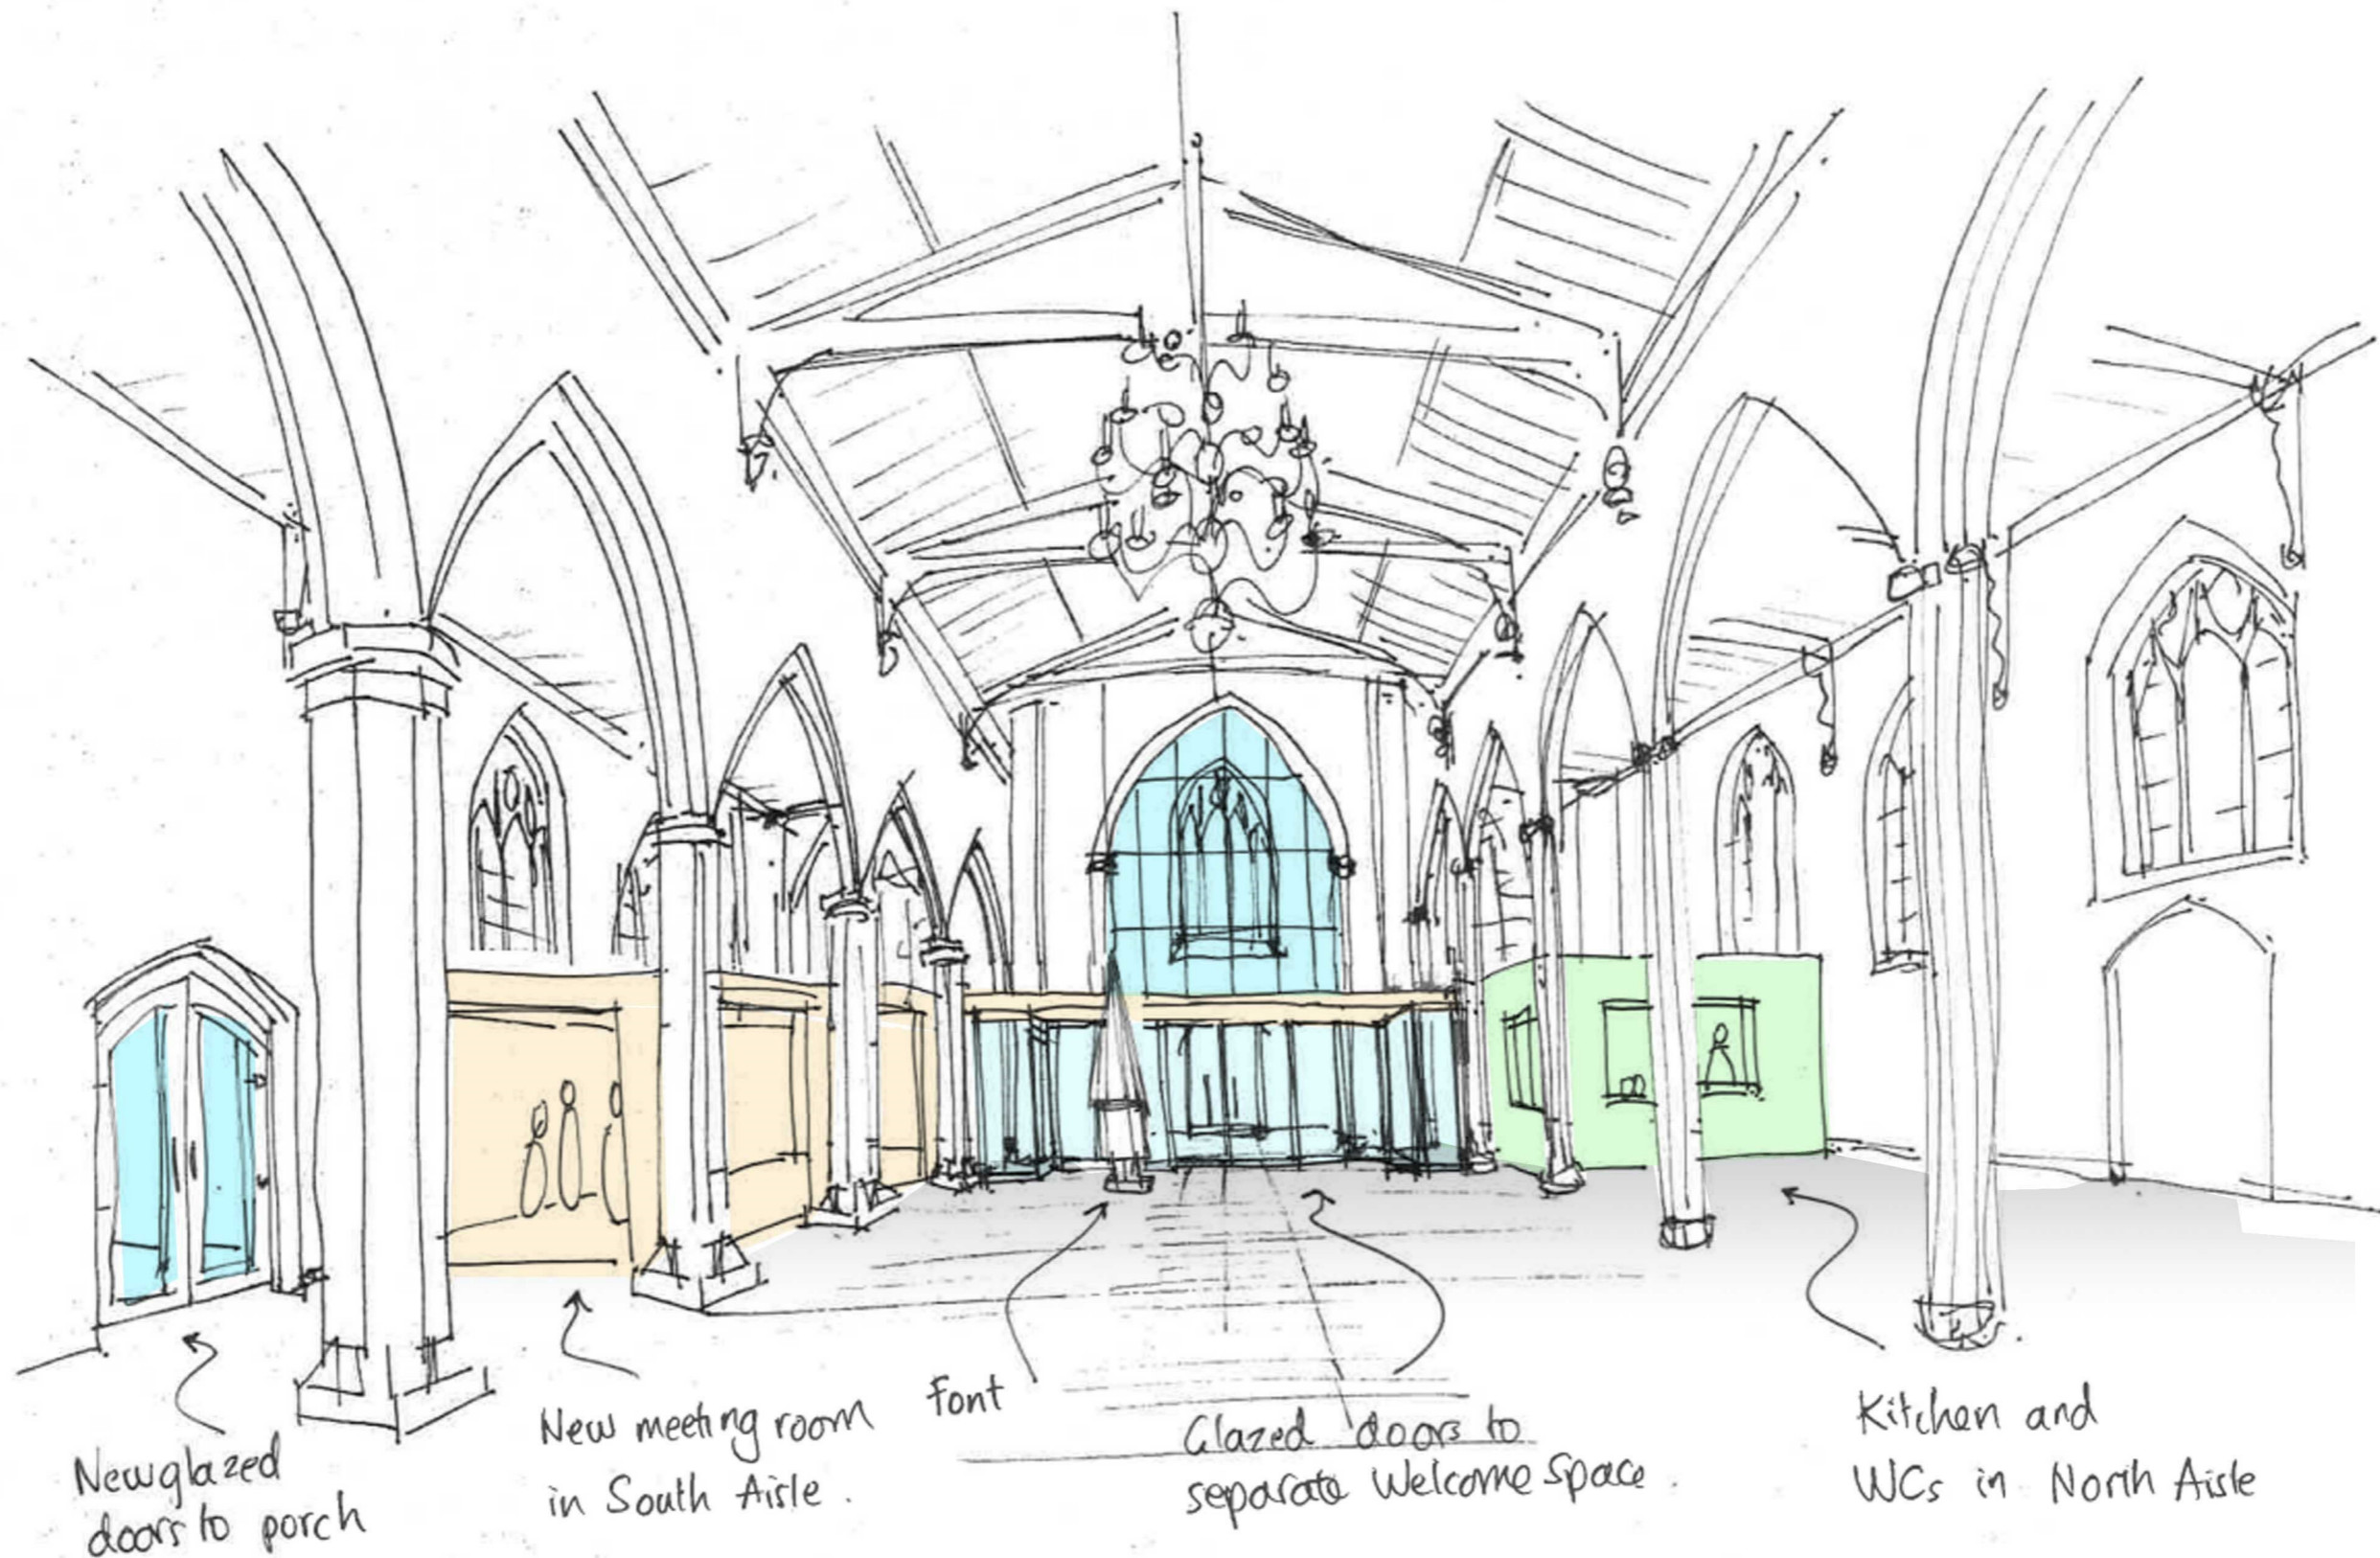 New glazed
doors to porch
New meeting room
in South Aisle.
Font
Glazed doors to
separate Welcome Space.
Kitchen and
WCs in North Aisle